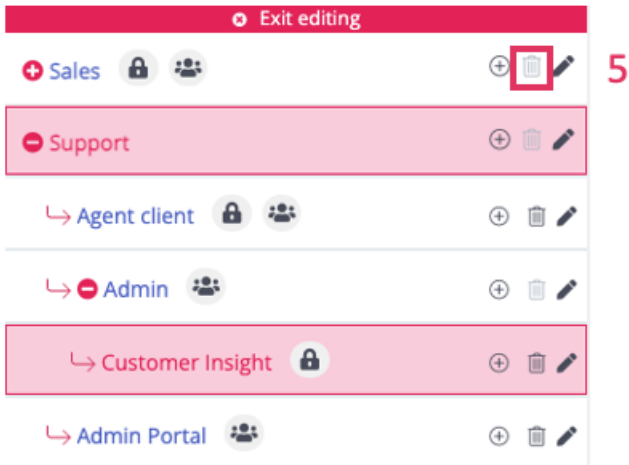 Exit editing
Sales
5
Support
Agent client
Admin
Customer Insight
Admin Portal